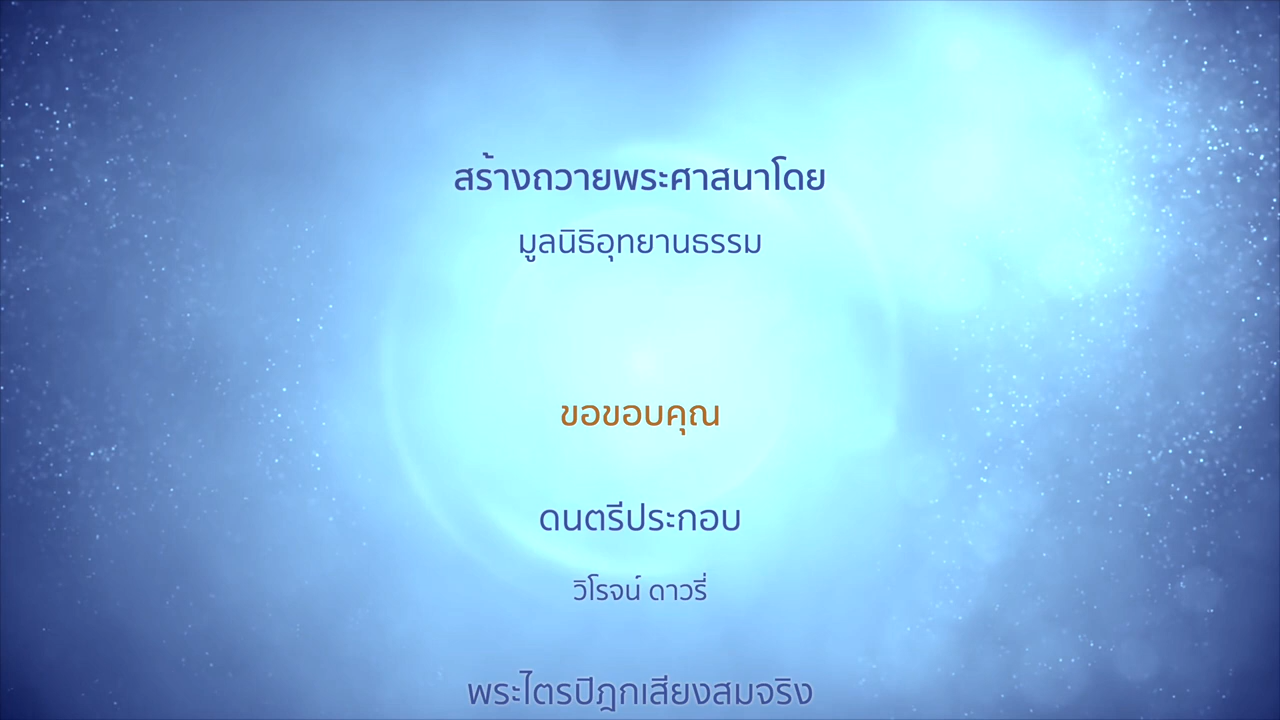 สร้างถวายพระศาสนาโดย
มูลนิธิอุทยานธรรม
ขอขอบคุณ
ดนตรีประกอบ
วิโรจน์ ดาวรี่
พระไตรปิฎกเสียงสมจริง